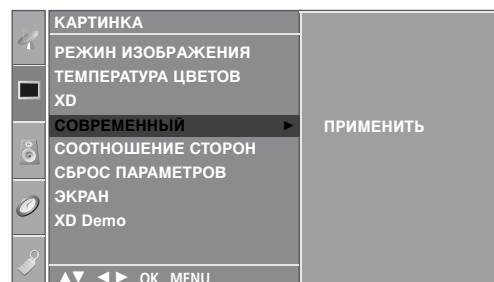 КАРТИНКА
РЕЖИН ИЗОБРАЖЕНИЯ
ТЕМПЕРАТУРА ЦВЕТОВ
XD
СОВРЕМЕННЫЙ ▶ ПРИМЕНИТЬ
СООТНОШЕНИЕ СТОРОН
СБРОС ПАРАМЕТРОВ
ЭКРАН
XD Demo
▲▼ ◀ ▶ OK MENU